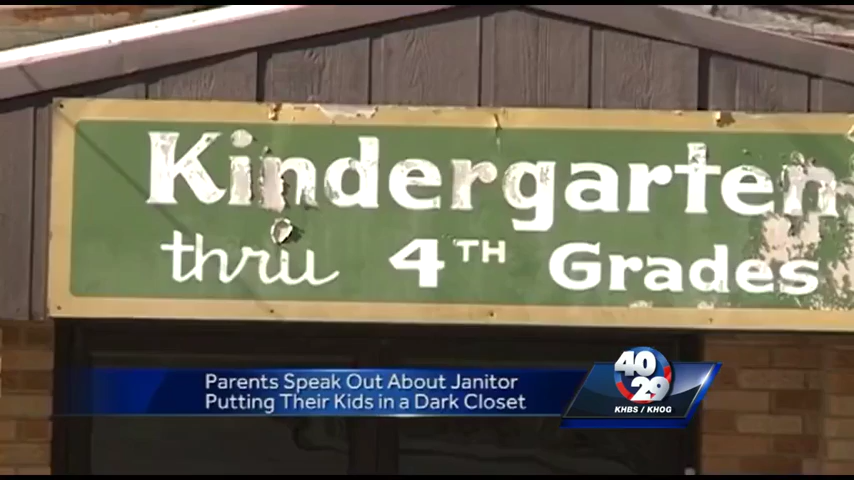 Kindergarten
thru 4TH Grades
Parents Speak Out About Janitor
Putting Their Kids in a Dark Closet
40
29
KHBS / KHOG